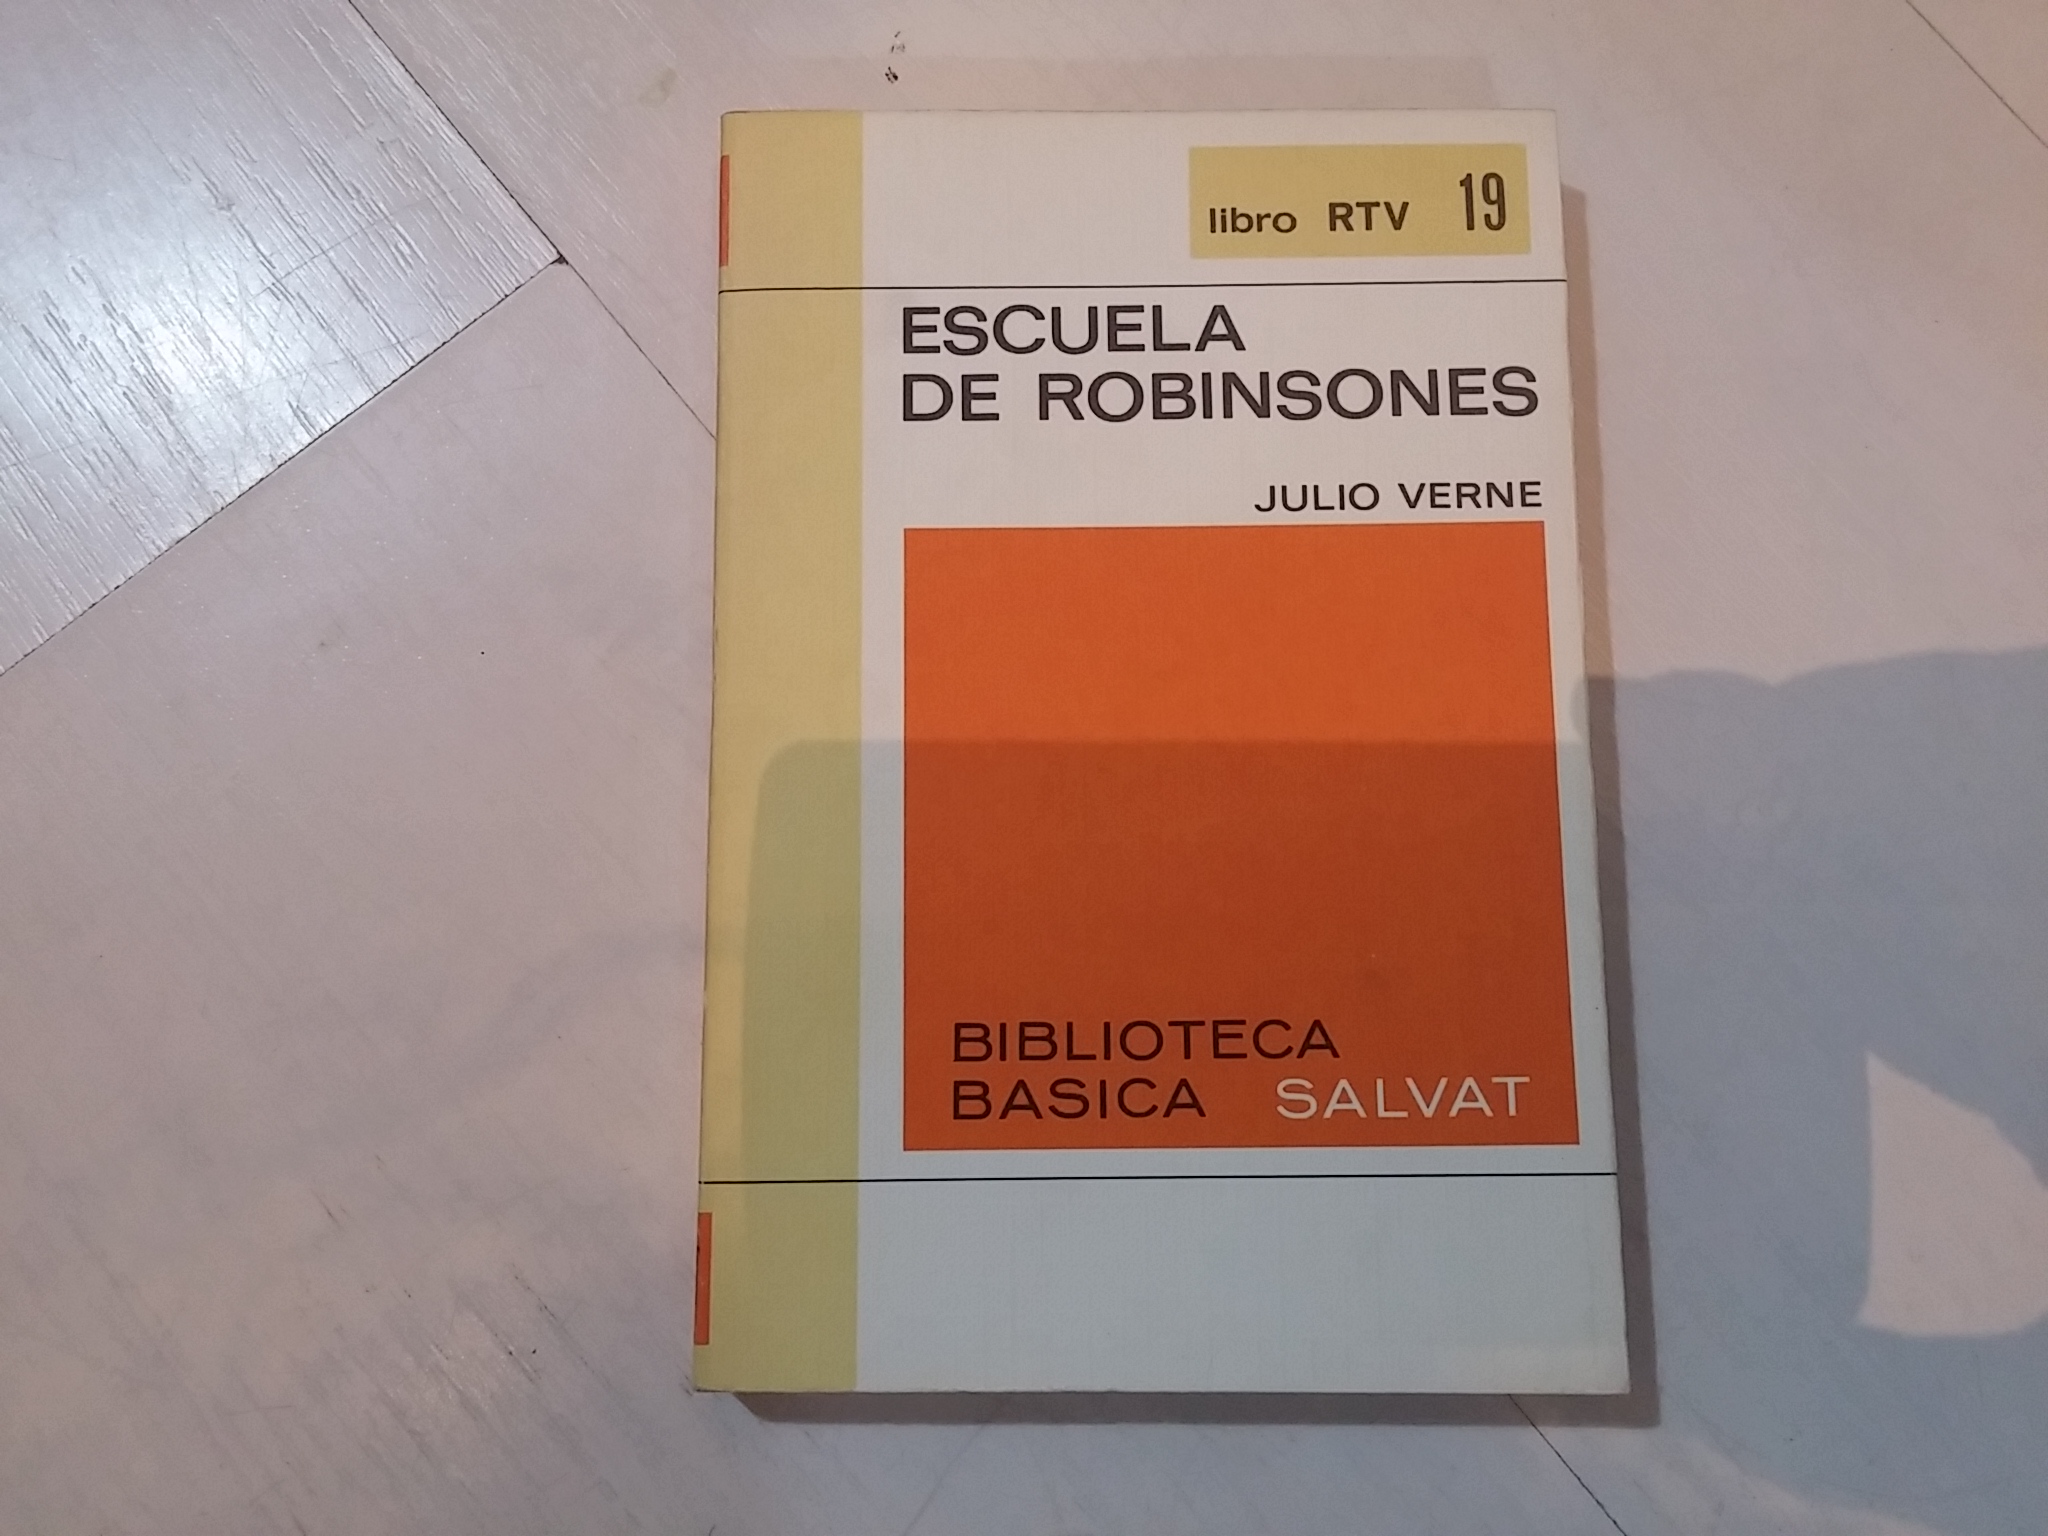 libro RTV 19
ESCUELA
DE ROBINSONES
JULIO VERNE
BIBLIOTECA
BASICA SALVAT